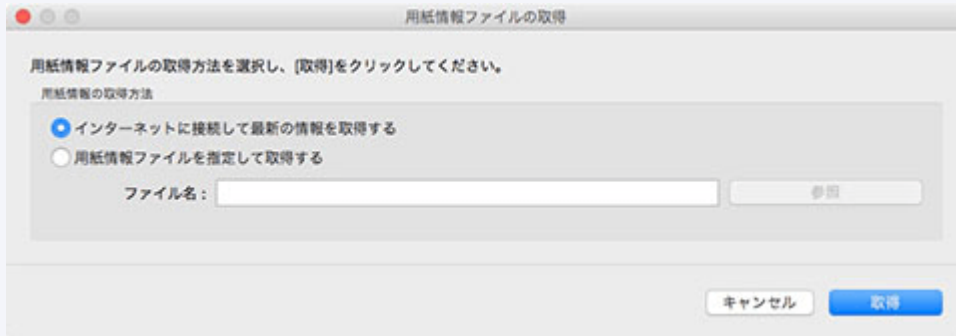 用紙情報ファイルの取得
用紙情報ファイルの取得方法を選択し、[取得]をクリックしてください。
用紙情報の取得方法
インターネットに接続して最新の情報を取得する
用紙情報ファイルを指定して取得する
ファイル名： 参照
キャンセル 取得